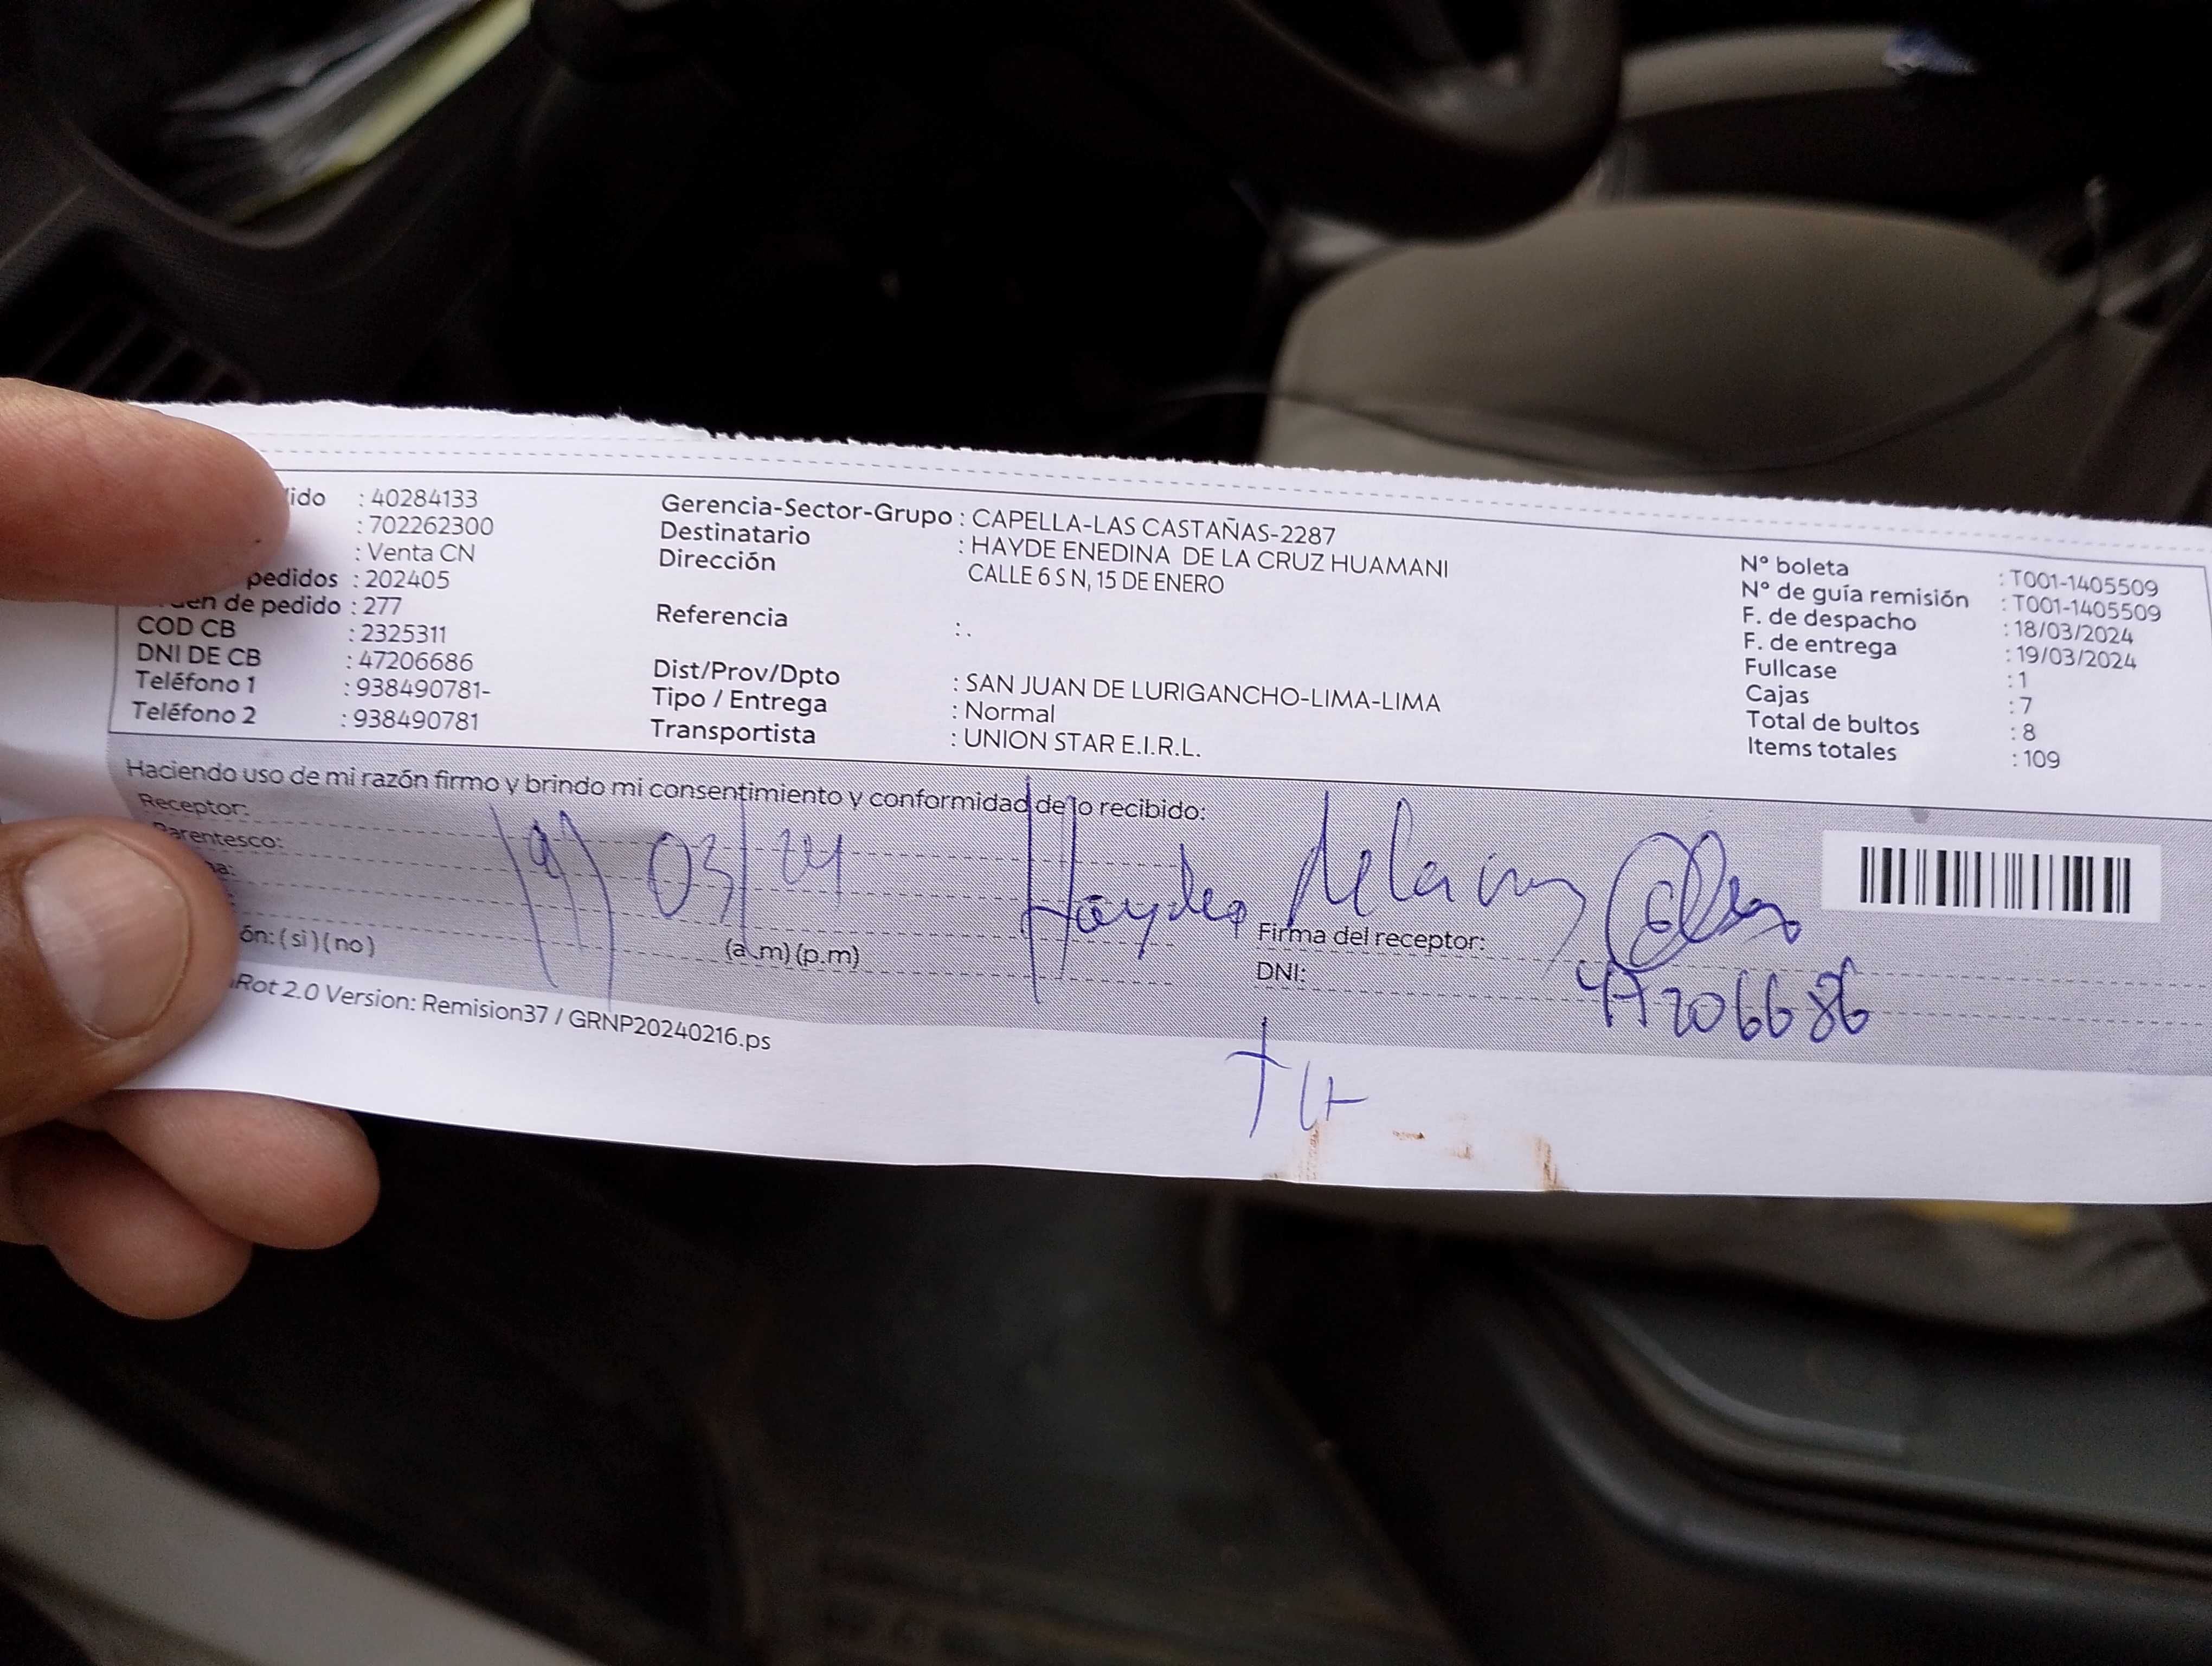 ido : 40284133
: 702262300
: Venta CN
pedidos : 202405
en de pedido : 277
COD CB : 2325311
DNI DE CB : 47206686
Teléfono 1 : 938490781-
Teléfono 2 : 938490781
Gerencia-Sector-Grupo : CAPELLA-LAS CASTAÑAS-2287
Destinatario : HAYDE ENEDINA DE LA CRUZ HUAMANI
Dirección CALLE 6 S N, 15 DE ENERO
Referencia : .
Dist/Prov/Dpto : SAN JUAN DE LURIGANCHO-LIMA-LIMA
Tipo / Entrega : Normal
Transportista : UNION STAR E.I.R.L.
N° boleta : T001-1405509
N° de guía remisión : T001-1405509
F. de despacho : 18/03/2024
F. de entrega : 19/03/2024
Fullcase : 1
Cajas : 7
Total de bultos : 8
Items totales : 109
Haciendo uso de mi razón firmo y brindo mi consentimiento y conformidad de lo recibido:
Receptor:
Parentesco:
19/03/24
Hayde de la cruz
a:
ón: ( si ) ( no )
(a.m) (p.m)
Firma del receptor:
DNI: 47206686
Rot 2.0 Version: Remision37 / GRNP20240216.ps